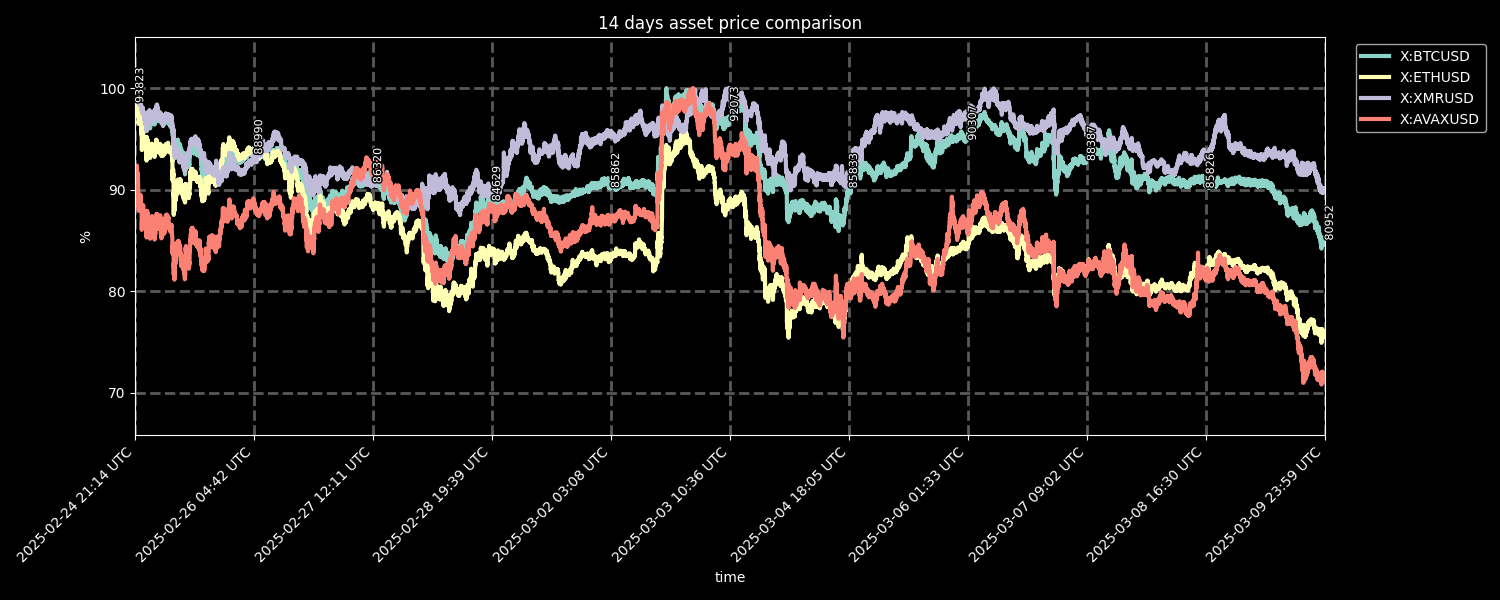 14 days asset price comparison
X:BTCUSD
X:ETHUSD
X:XMRUSD
X:AVAXUSD
100
90
80
70
%
93823
88990
86320
84629
85862
92073
85833
90307
88387
85826
80952
2025-02-24 21:14 UTC
2025-02-26 04:42 UTC
2025-02-27 12:11 UTC
2025-02-28 19:39 UTC
2025-03-02 03:08 UTC
2025-03-03 10:36 UTC
2025-03-04 18:05 UTC
2025-03-06 01:33 UTC
2025-03-07 09:02 UTC
2025-03-08 16:30 UTC
2025-03-09 23:59 UTC
time